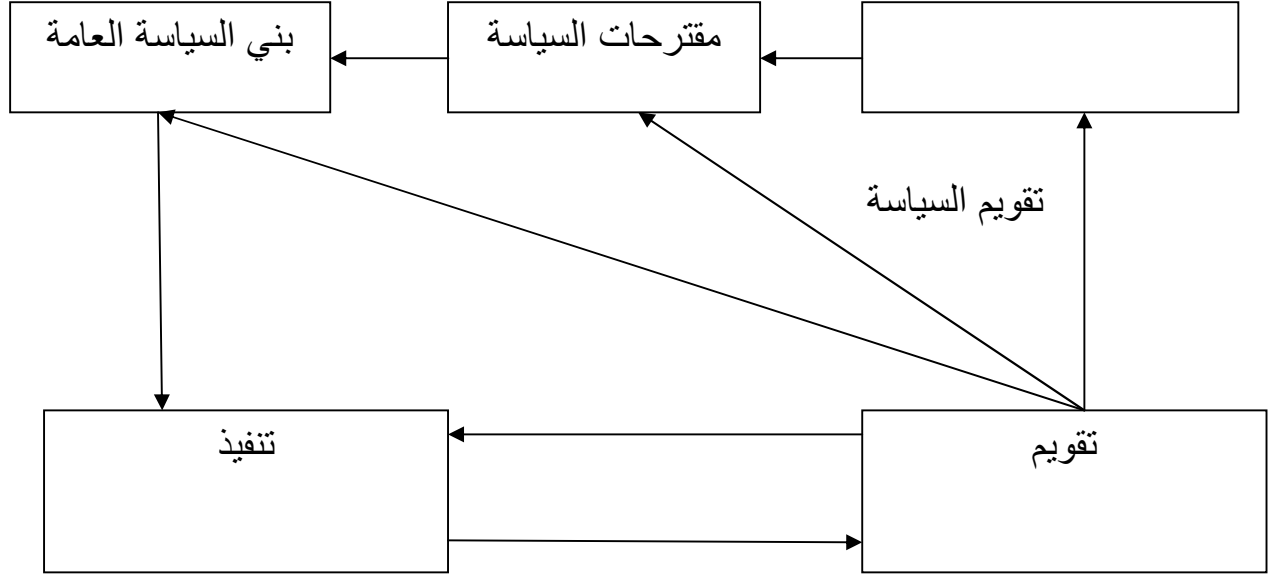 مقترحات السياسة
بني السياسة العامة
تقويم السياسة
تقويم
تنفيذ